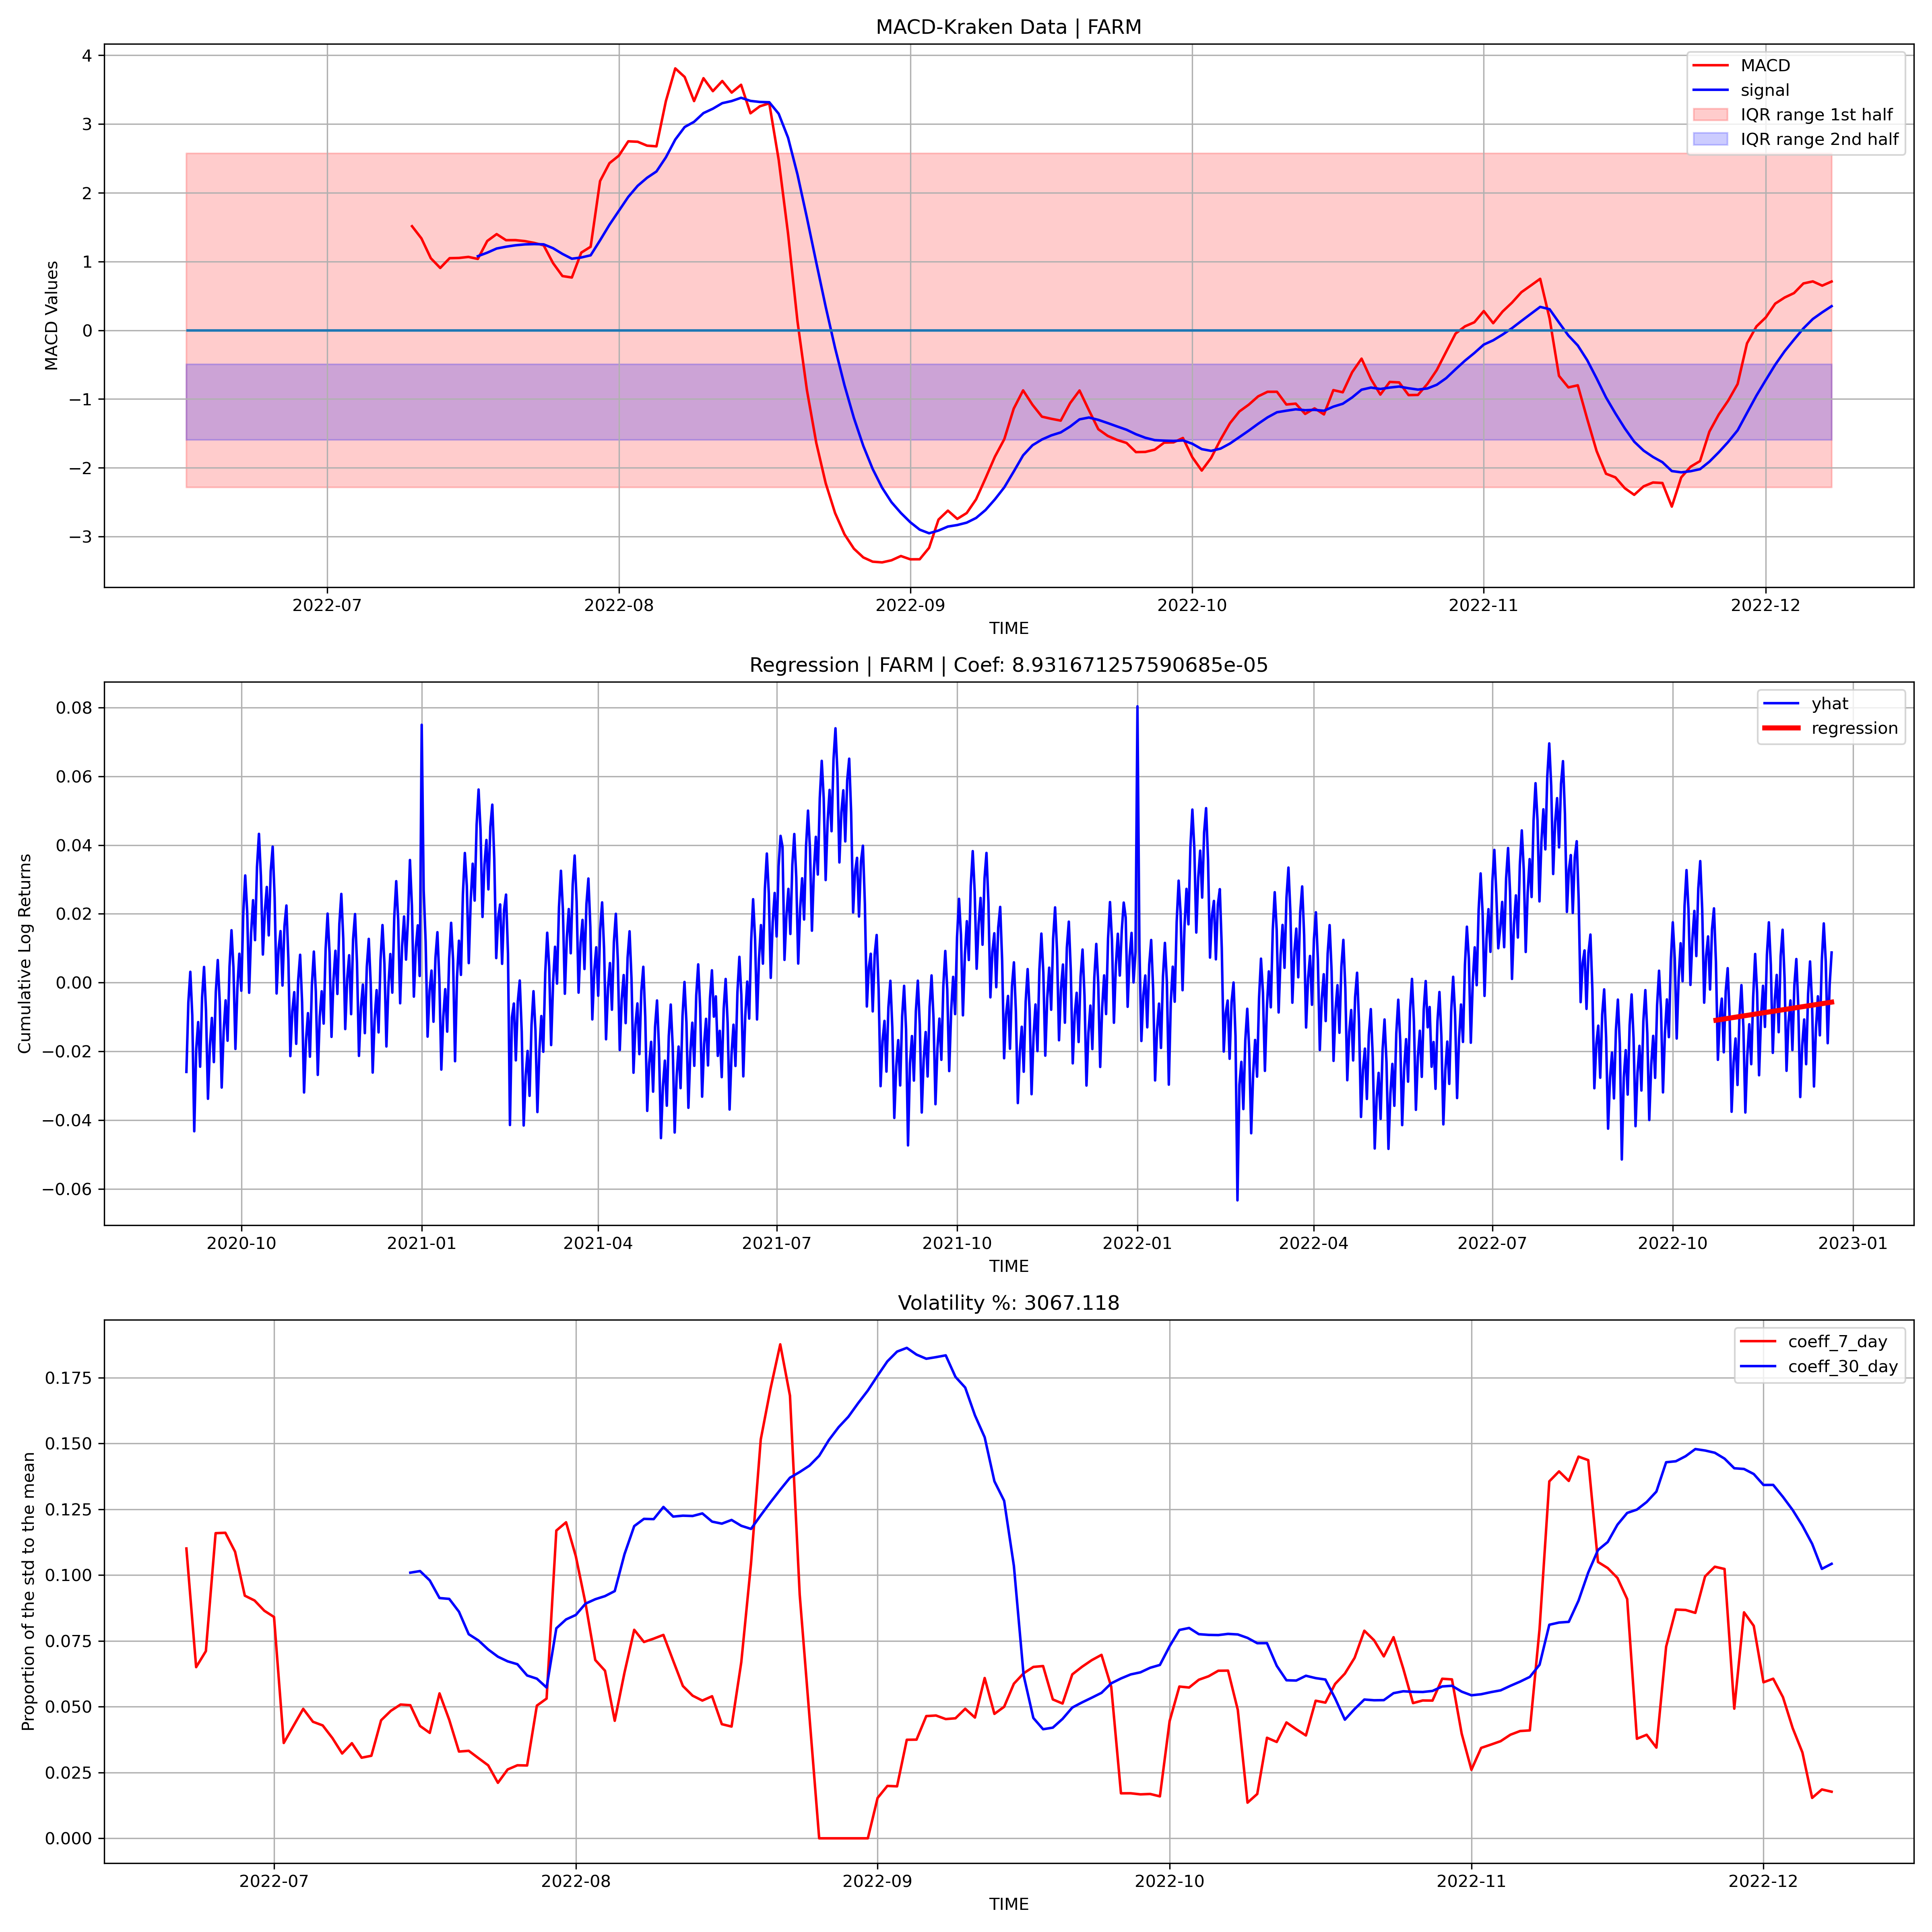 MACD-Kraken Data | FARM
MACD
signal
IQR range 1st half
IQR range 2nd half
MACD Values
4
3
2
1
0
−1
−2
−3
2022-07
2022-08
2022-09
2022-10
2022-11
2022-12
TIME
Regression | FARM | Coef: 8.931671257590685e-05
yhat
regression
Cumulative Log Returns
0.08
0.06
0.04
0.02
0.00
−0.02
−0.04
−0.06
2020-10
2021-01
2021-04
2021-07
2021-10
2022-01
2022-04
2022-07
2022-10
2023-01
TIME
Volatility %: 3067.118
coeff_7_day
coeff_30_day
Proportion of the std to the mean
0.175
0.150
0.125
0.100
0.075
0.050
0.025
0.000
2022-07
2022-08
2022-09
2022-10
2022-11
2022-12
TIME